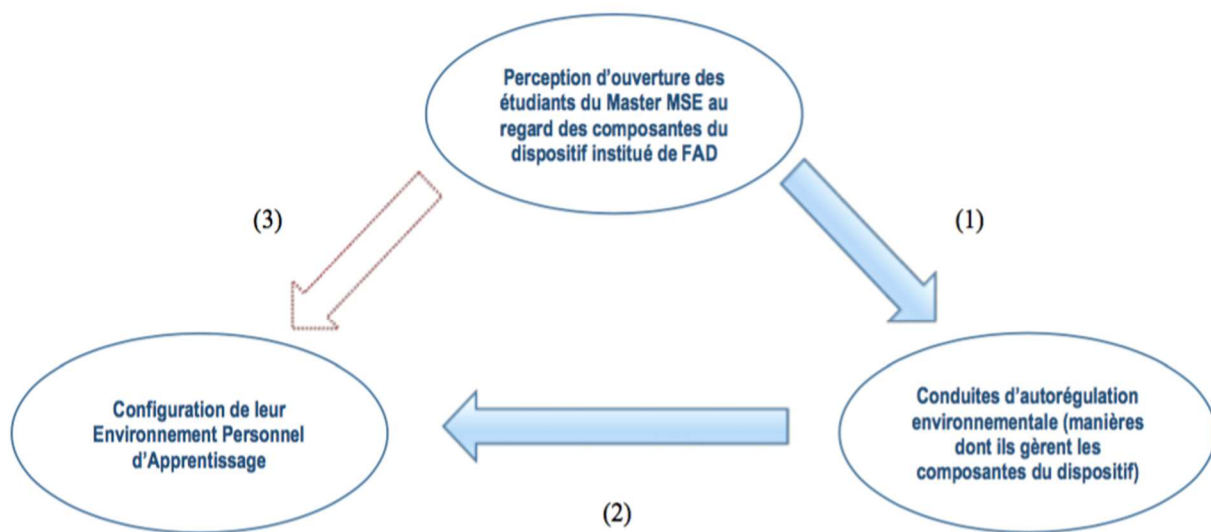 Perception d’ouverture des
étudiants du Master MSE au
regard des composantes du
dispositif institué de FAD
(3)
(1)
Configuration de leur
Environnement Personnel
d’Apprentissage
Conduites d’autorégulation
environnementale (manières
dont ils gèrent les
composantes du dispositif)
(2)